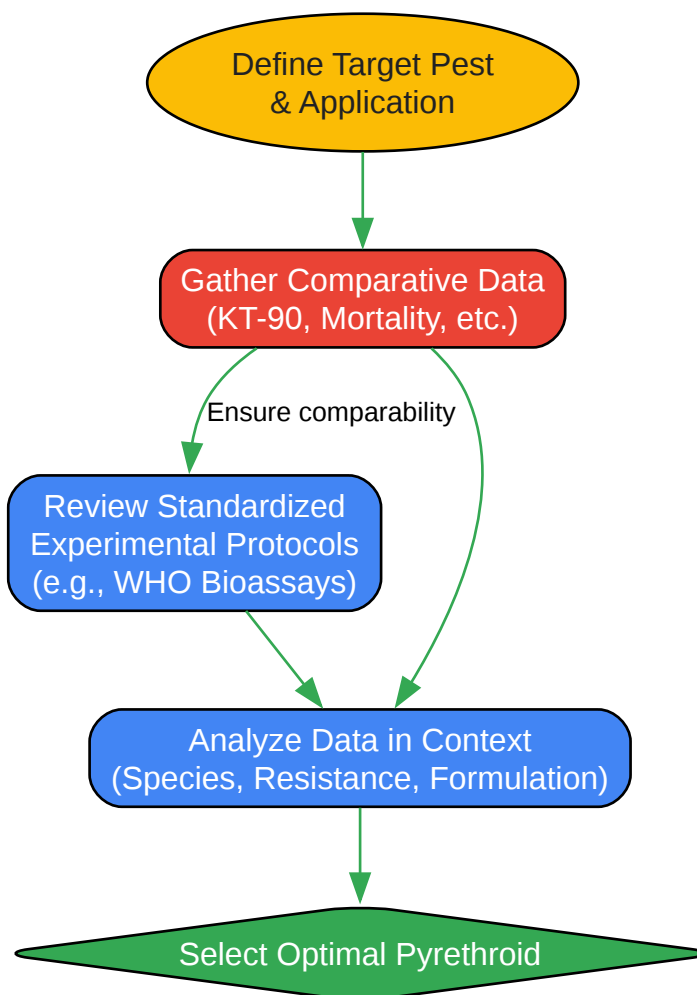 Define Target Pest
& Application
Gather Comparative Data
(KT-90, Mortality, etc.)
Ensure comparability
Review Standardized
Experimental Protocols
(e.g., WHO Bioassays)
Analyze Data in Context
(Species, Resistance, Formulation)
Select Optimal Pyrethroid